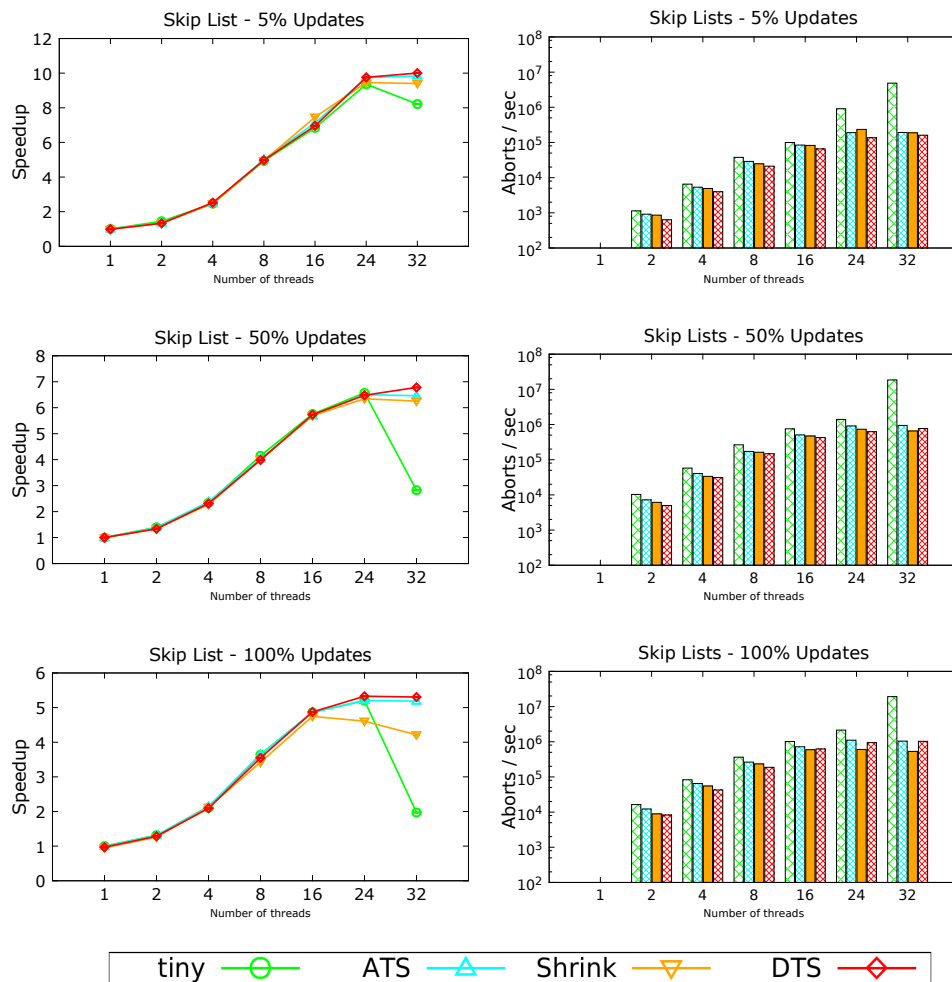 Skip List - 5% Updates
12
10
8
6
4
2
0
Speedup
1 2 4 8 16 24 32
Number of threads
Skip Lists - 5% Updates
10^8
10^7
10^6
10^5
10^4
10^3
10^2
Aborts / sec
1 2 4 8 16 24 32
Number of threads
Skip List - 50% Updates
8
7
6
5
4
3
2
1
0
Speedup
1 2 4 8 16 24 32
Number of threads
Skip Lists - 50% Updates
10^8
10^7
10^6
10^5
10^4
10^3
10^2
Aborts / sec
1 2 4 8 16 24 32
Number of threads
Skip List - 100% Updates
6
5
4
3
2
1
0
Speedup
1 2 4 8 16 24 32
Number of threads
Skip Lists - 100% Updates
10^8
10^7
10^6
10^5
10^4
10^3
10^2
Aborts / sec
1 2 4 8 16 24 32
Number of threads
tiny ATS Shrink DTS